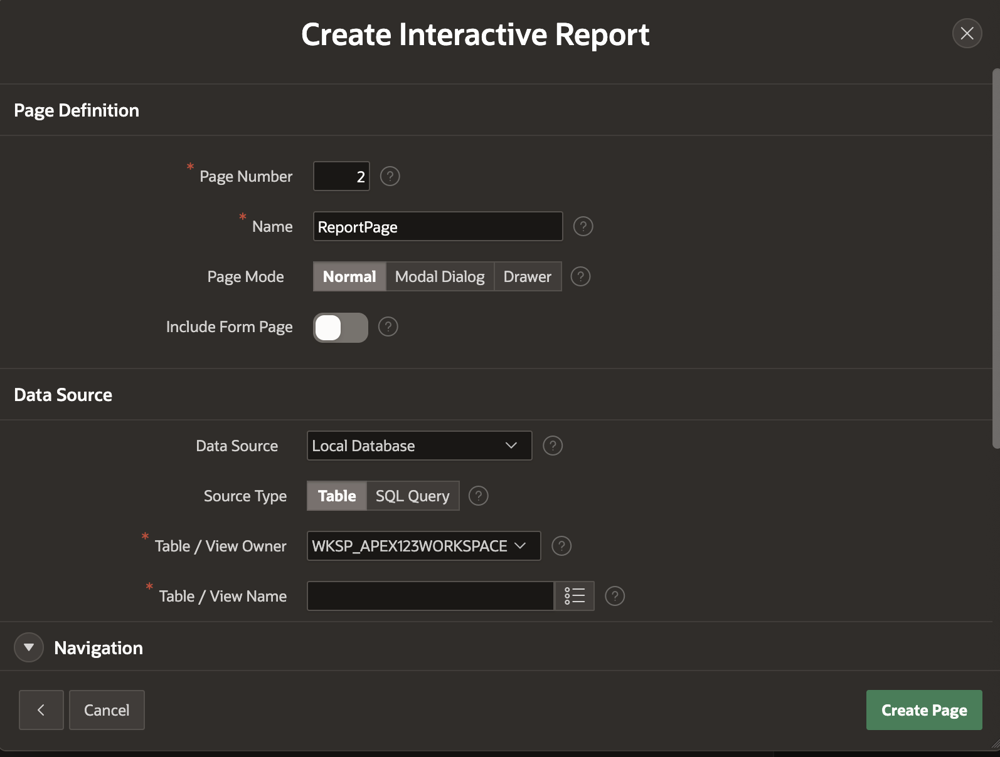 Create Interactive Report
Page Definition
* Page Number 2 ?
* Name ReportPage ?
Page Mode Normal Modal Dialog Drawer ?
Include Form Page ?
Data Source
Data Source Local Database ?
Source Type Table SQL Query ?
* Table / View Owner WKSP_APEX123WORKSPACE ?
* Table / View Name ?
Navigation
Cancel Create Page